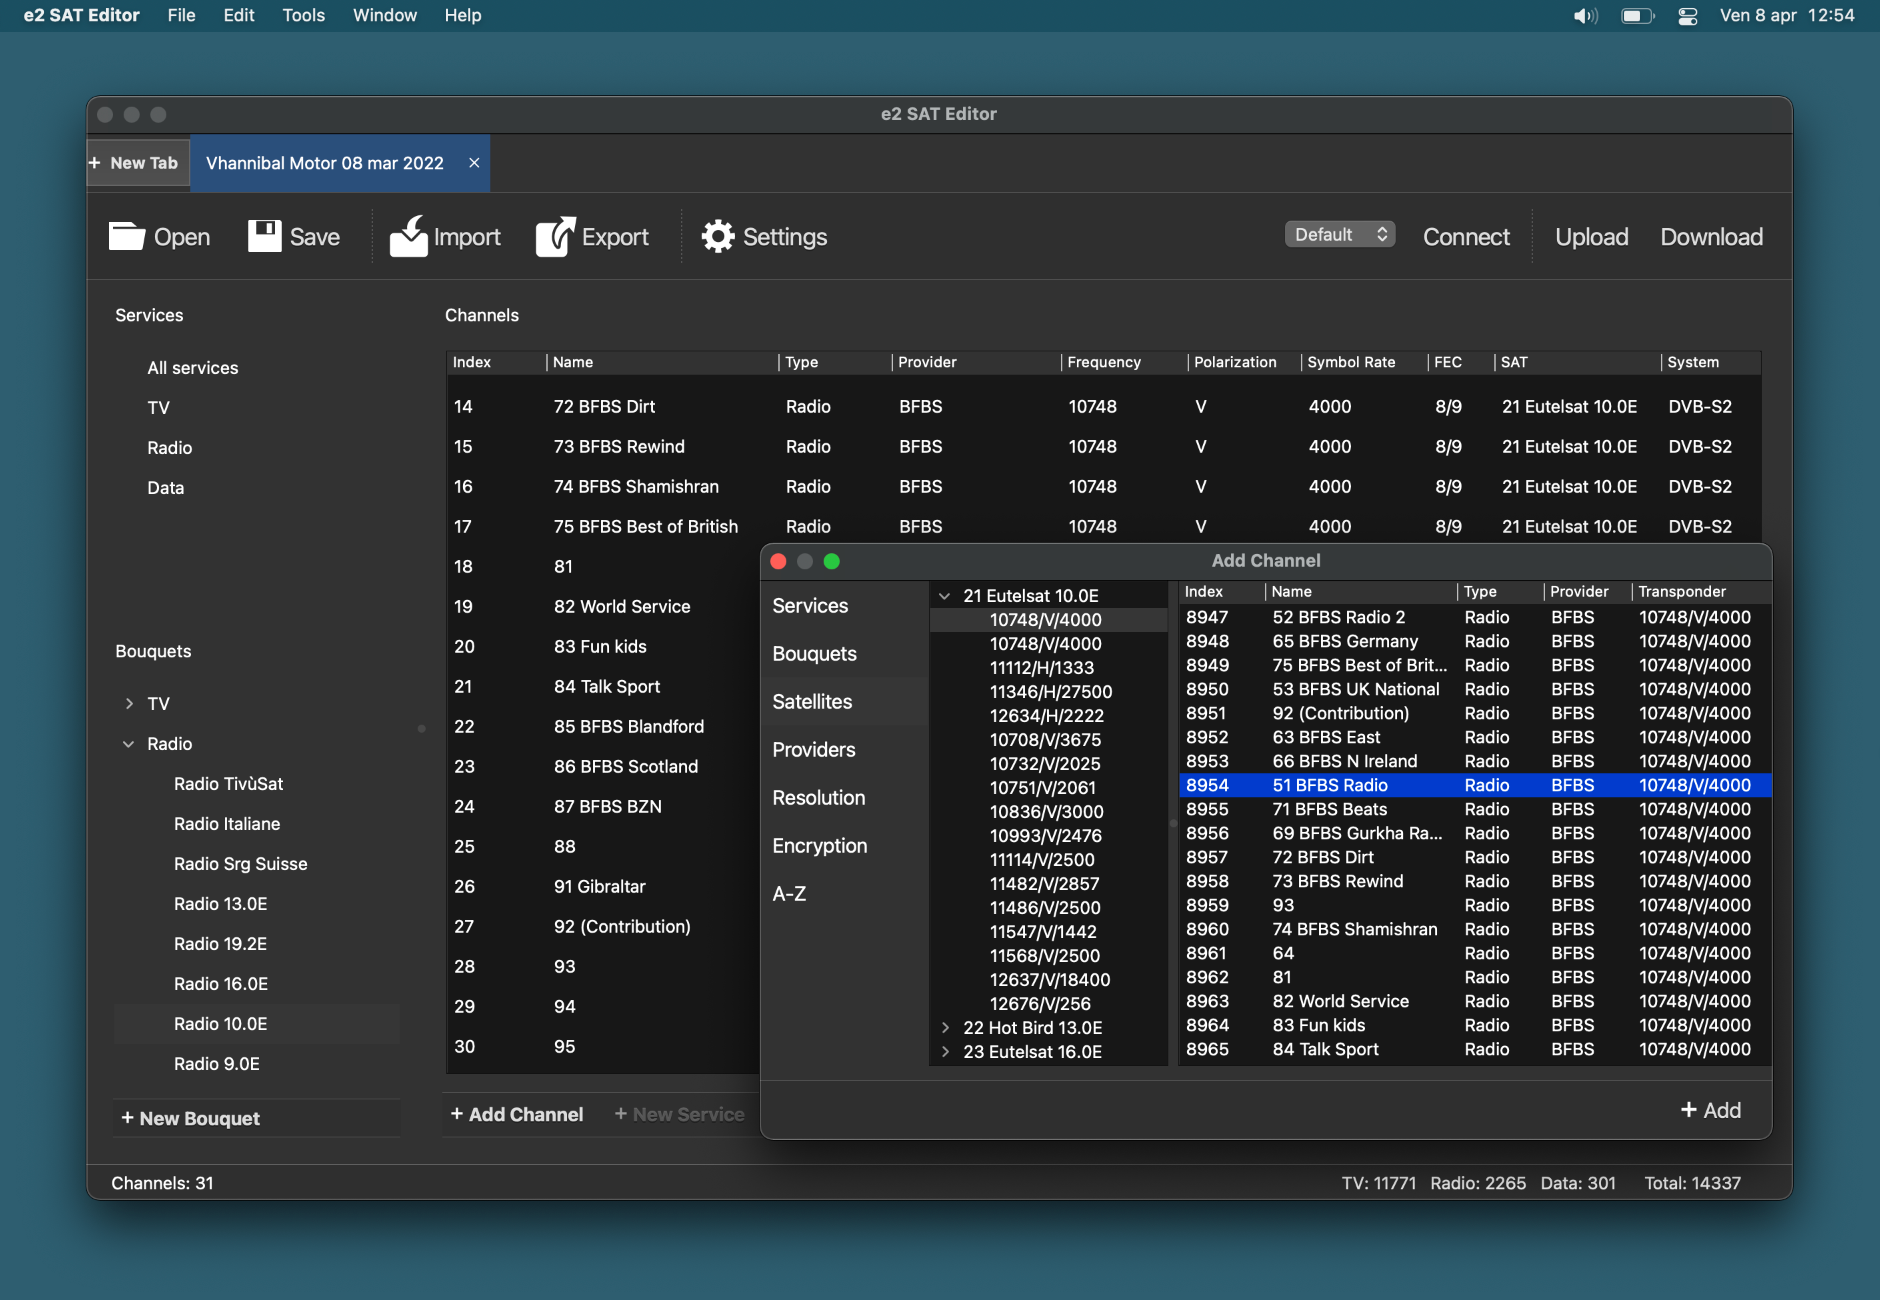 e2 SAT Editor File Edit Tools Window Help Ven 8 apr 12:54
e2 SAT Editor
+ New Tab Vhannibal Motor 08 mar 2022 ×
Open Save Import Export Settings Default Connect Upload Download
Services
All services
TV
Radio
Data
Bouquets
TV
Radio
Radio TivùSat
Radio Italiane
Radio Srg Suisse
Radio 13.0E
Radio 19.2E
Radio 16.0E
Radio 10.0E
Radio 9.0E
+ New Bouquet
Channels
Index Name Type Provider Frequency Polarization Symbol Rate FEC SAT System
14 72 BFBS Dirt Radio BFBS 10748 V 4000 8/9 21 Eutelsat 10.0E DVB-S2
15 73 BFBS Rewind Radio BFBS 10748 V 4000 8/9 21 Eutelsat 10.0E DVB-S2
16 74 BFBS Shamishran Radio BFBS 10748 V 4000 8/9 21 Eutelsat 10.0E DVB-S2
17 75 BFBS Best of British Radio BFBS 10748 V 4000 8/9 21 Eutelsat 10.0E DVB-S2
18 81
19 82 World Service
20 83 Fun kids
21 84 Talk Sport
22 85 BFBS Blandford
23 86 BFBS Scotland
24 87 BFBS BZN
25 88
26 91 Gibraltar
27 92 (Contribution)
28 93
29 94
30 95
+ Add Channel + New Service
Add Channel
Services
Bouquets
Satellites
Providers
Resolution
Encryption
A-Z
21 Eutelsat 10.0E
10748/V/4000
10748/V/4000
11112/H/1333
11346/H/27500
12634/H/2222
10708/V/3675
10732/V/2025
10751/V/2061
10836/V/3000
10993/V/2476
11114/V/2500
11482/V/2857
11486/V/2500
11547/V/1442
11568/V/2500
12637/V/18400
12676/V/256
22 Hot Bird 13.0E
23 Eutelsat 16.0E
Index Name Type Provider Transponder
8947 52 BFBS Radio 2 Radio BFBS 10748/V/4000
8948 65 BFBS Germany Radio BFBS 10748/V/4000
8949 75 BFBS Best of Brit... Radio BFBS 10748/V/4000
8950 53 BFBS UK National Radio BFBS 10748/V/4000
8951 92 (Contribution) Radio BFBS 10748/V/4000
8952 63 BFBS East Radio BFBS 10748/V/4000
8953 66 BFBS N Ireland Radio BFBS 10748/V/4000
8954 51 BFBS Radio Radio BFBS 10748/V/4000
8955 71 BFBS Beats Radio BFBS 10748/V/4000
8956 69 BFBS Gurkha Ra... Radio BFBS 10748/V/4000
8957 72 BFBS Dirt Radio BFBS 10748/V/4000
8958 73 BFBS Rewind Radio BFBS 10748/V/4000
8959 93 Radio BFBS 10748/V/4000
8960 74 BFBS Shamishran Radio BFBS 10748/V/4000
8961 64 Radio BFBS 10748/V/4000
8962 81 Radio BFBS 10748/V/4000
8963 82 World Service Radio BFBS 10748/V/4000
8964 83 Fun kids Radio BFBS 10748/V/4000
8965 84 Talk Sport Radio BFBS 10748/V/4000
+ Add
Channels: 31 TV: 11771 Radio: 2265 Data: 301 Total: 14337